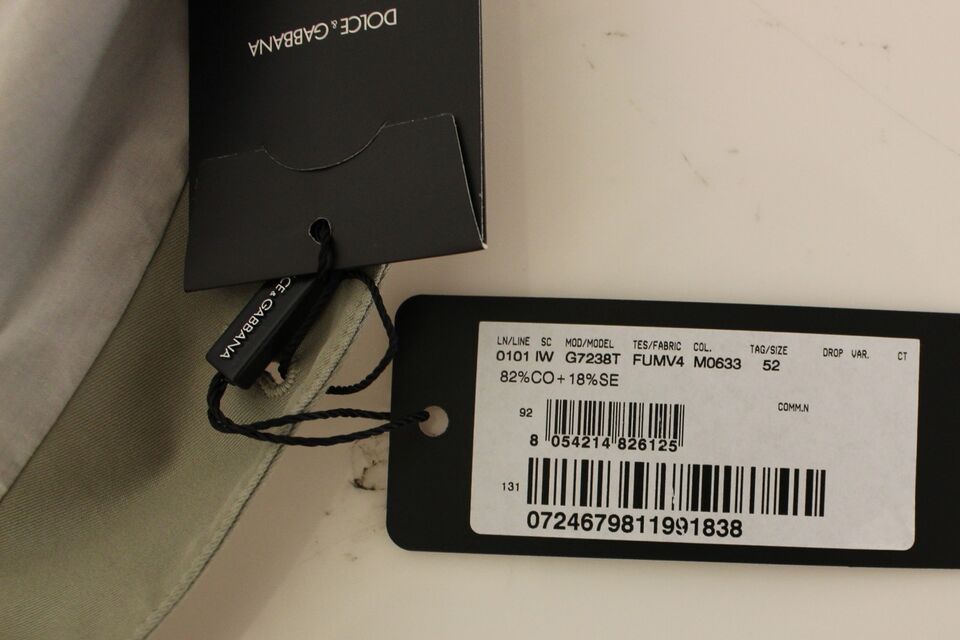 DOLCE & GABBANA
CE & GABBANA
LN/LINE SC MOD/MODEL TES/FABRIC COL. TAG/SIZE DROP VAR. CT
0101 IW G7238T FUMV4 M0633 52
82%CO+18%SE
COMM.N
92
8 054214 826125
131
0724679811991838